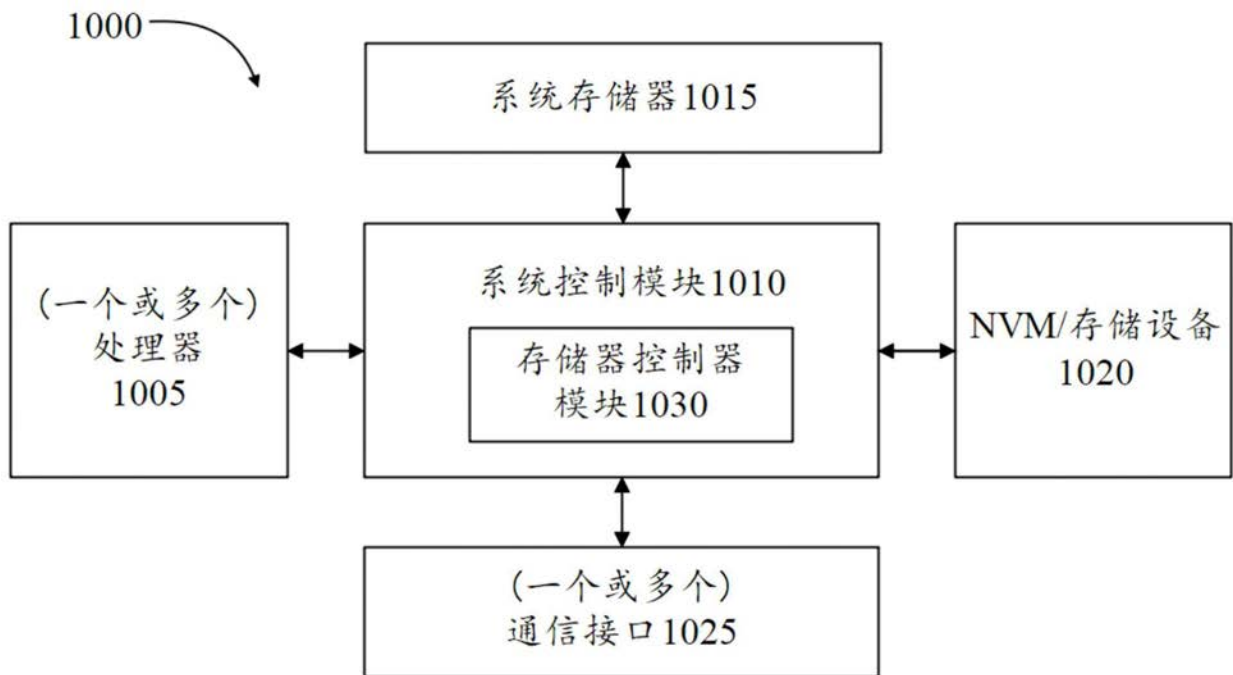 1000
系统存储器1015
(一个或多个)
处理器
1005
系统控制模块1010
存储器控制器
模块1030
NVM/存储设备
1020
(一个或多个)
通信接口1025